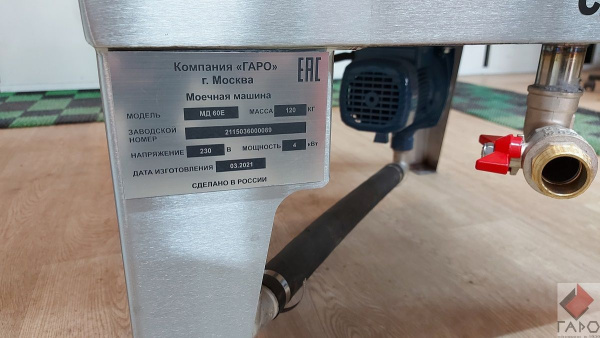 Компания «ГАРО»
г. Москва
EAC
Моечная машина
МОДЕЛЬ МД 60Е МАССА 120 КГ
ЗАВОДСКОЙ НОМЕР 2115036000069
НАПРЯЖЕНИЕ 230 В МОЩНОСТЬ 4 кВт
ДАТА ИЗГОТОВЛЕНИЯ 03.2021
СДЕЛАНО В РОССИИ
ГАРО